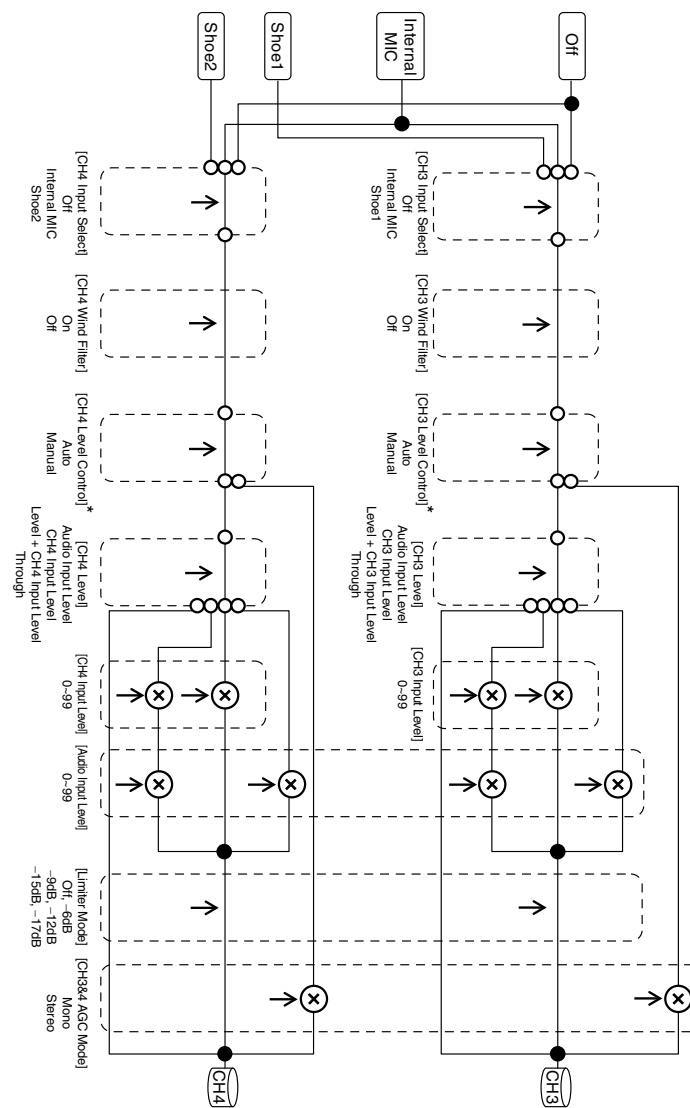 Off
Internal
MIC
Shoe1
Shoe2
[CH3 Input Select]
Off
Internal MIC
Shoe1
[CH3 Wind Filter]
On
Off
[CH3 Level Control]*
Auto
Manual
[CH3 Level]
Audio Input Level
CH3 Input Level
Level + CH3 Input Level
Through
[CH3 Input Level]
0~99
CH3
[CH4 Input Select]
Off
Internal MIC
Shoe2
[CH4 Wind Filter]
On
Off
[CH4 Level Control]*
Auto
Manual
[CH4 Level]
Audio Input Level
CH4 Input Level
Level + CH4 Input Level
Through
[CH4 Input Level]
0~99
[Audio Input Level]
0~99
[Limiter Mode]
Off, –6dB
–9dB, –12dB
–15dB, –17dB
[CH3&4 AGC Mode]
Mono
Stereo
CH4